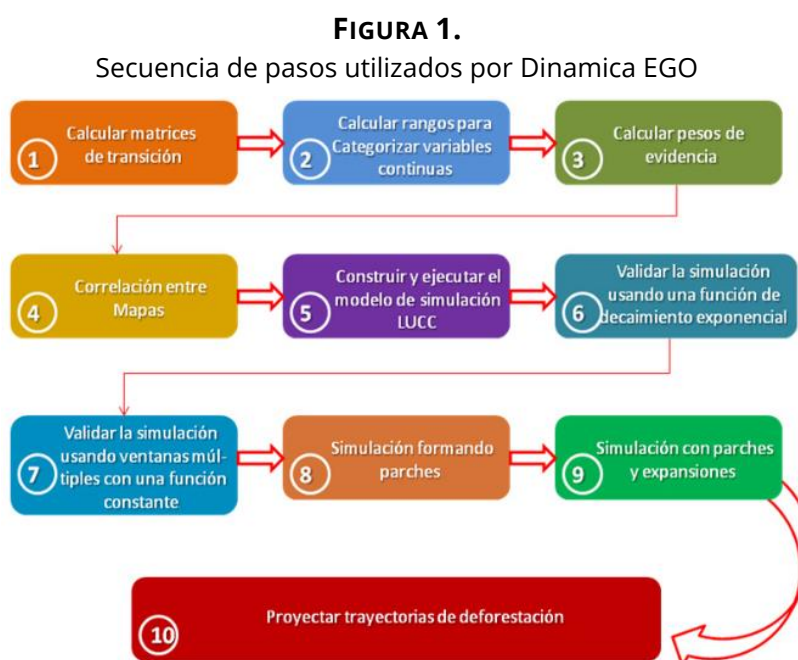 FIGURA 1.
Secuencia de pasos utilizados por Dinamica EGO
1
Calcular matrices
de transición
2
Calcular rangos para
Categorizar variables
continuas
3
Calcular pesos de
evidencia
4
Correlación entre
Mapas
5
Construir y ejecutar el
modelo de simulación
LUCC
6
Validar la simulación
usando una función de
decaimiento exponencial
7
Validar la simulación
usando ventanas múl-
tiples con una función
constante
8
Simulación formando
parches
9
Simulación con parches
y expansiones
10
Proyectar trayectorias de deforestación